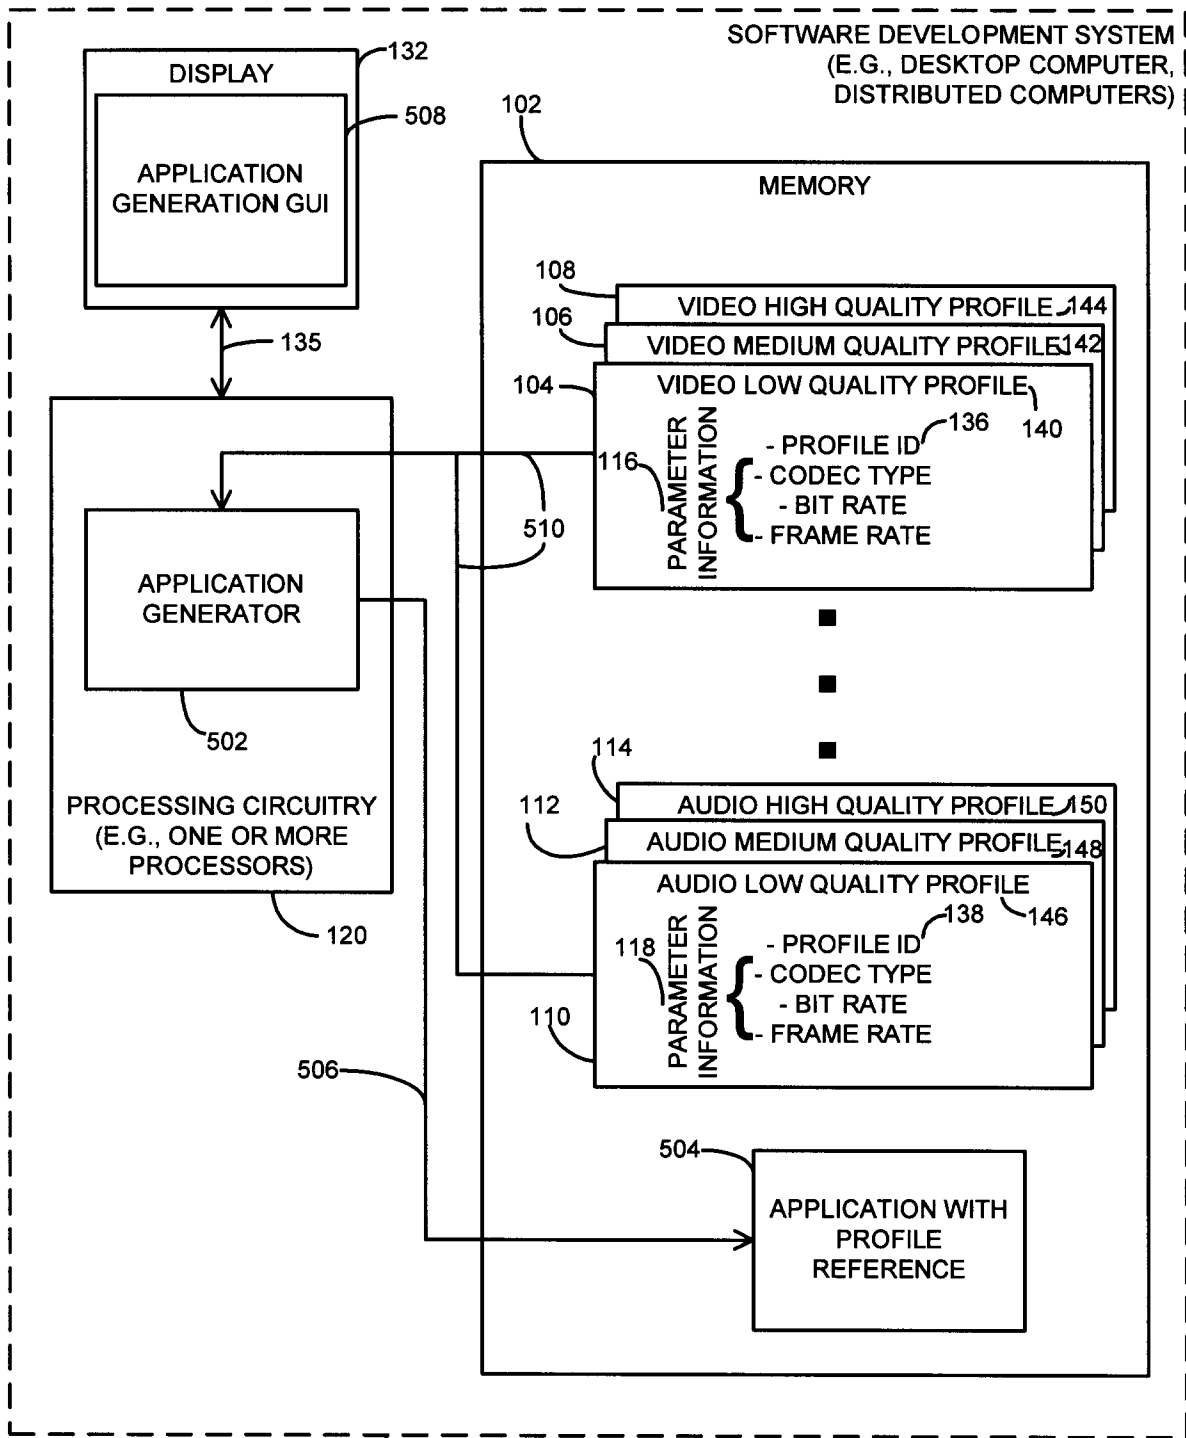 SOFTWARE DEVELOPMENT SYSTEM
(E.G., DESKTOP COMPUTER,
DISTRIBUTED COMPUTERS)
132
DISPLAY
508
APPLICATION
GENERATION GUI
135
102
MEMORY
108
VIDEO HIGH QUALITY PROFILE
144
106
VIDEO MEDIUM QUALITY PROFILE
142
104
VIDEO LOW QUALITY PROFILE
140
116
PARAMETER
INFORMATION
- PROFILE ID
136
- CODEC TYPE
- BIT RATE
- FRAME RATE
510
APPLICATION
GENERATOR
502
PROCESSING CIRCUITRY
(E.G., ONE OR MORE
PROCESSORS)
120
114
AUDIO HIGH QUALITY PROFILE
150
112
AUDIO MEDIUM QUALITY PROFILE
148
AUDIO LOW QUALITY PROFILE
146
118
PARAMETER
INFORMATION
- PROFILE ID
138
- CODEC TYPE
- BIT RATE
- FRAME RATE
110
506
504
APPLICATION WITH
PROFILE
REFERENCE